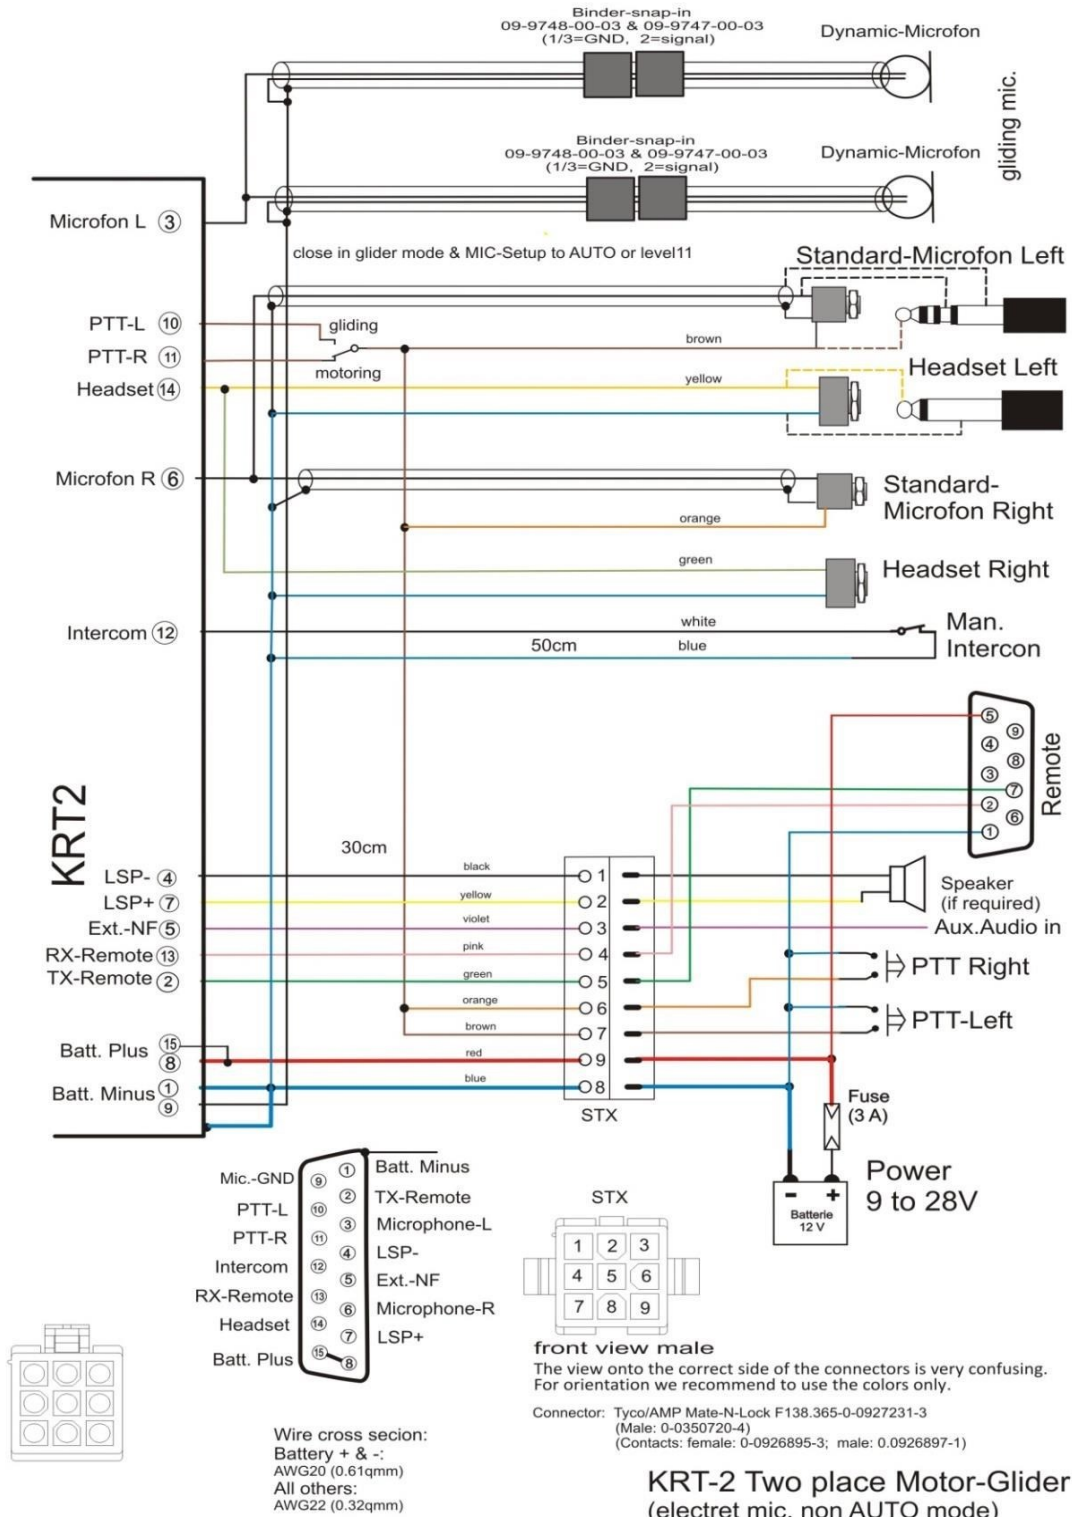 Binder-snap-in
09-9748-00-03 & 09-9747-00-03
(1/3=GND, 2=signal)
Dynamic-Microfon
gliding mic.
Binder-snap-in
09-9748-00-03 & 09-9747-00-03
(1/3=GND, 2=signal)
Dynamic-Microfon
Microfon L 3
close in glider mode & MIC-Setup to AUTO or level11
Standard-Microfon Left
PTT-L 10
gliding
brown
PTT-R 11
motoring
Headset Left
Headset 14
yellow
Microfon R 6
Standard-
Microfon Right
orange
green
Headset Right
Intercom 12
white
Man.
Intercon
50cm
blue
5
9
4
8
3
7
2
6
1
Remote
KRT2
30cm
LSP- 4
black
1
Speaker
(if required)
LSP+ 7
yellow
2
Ext.-NF 5
violet
3
Aux.Audio in
RX-Remote 13
pink
4
PTT Right
TX-Remote 2
green
5
orange
6
PTT-Left
brown
7
Batt. Plus 15
8
red
9
Batt. Minus 1
9
blue
8
STX
Fuse
(3 A)
Power
9 to 28V
- +
Batterie
12 V
Mic.-GND 9
1 Batt. Minus
2 TX-Remote
PTT-L 10
3 Microphone-L
PTT-R 11
4 LSP-
Intercom 12
5 Ext.-NF
RX-Remote 13
6 Microphone-R
Headset 14
7 LSP+
Batt. Plus 15
8
STX
1 2 3
4 5 6
7 8 9
front view male
The view onto the correct side of the connectors is very confusing.
For orientation we recommend to use the colors only.
Connector: Tyco/AMP Mate-N-Lock F138.365-0-0927231-3
(Male: 0-0350720-4)
(Contacts: female: 0-0926895-3; male: 0.0926897-1)
Wire cross secion:
Battery + & -:
AWG20 (0.61qmm)
All others:
AWG22 (0.32qmm)
KRT-2 Two place Motor-Glider
(electret mic, non AUTO mode)